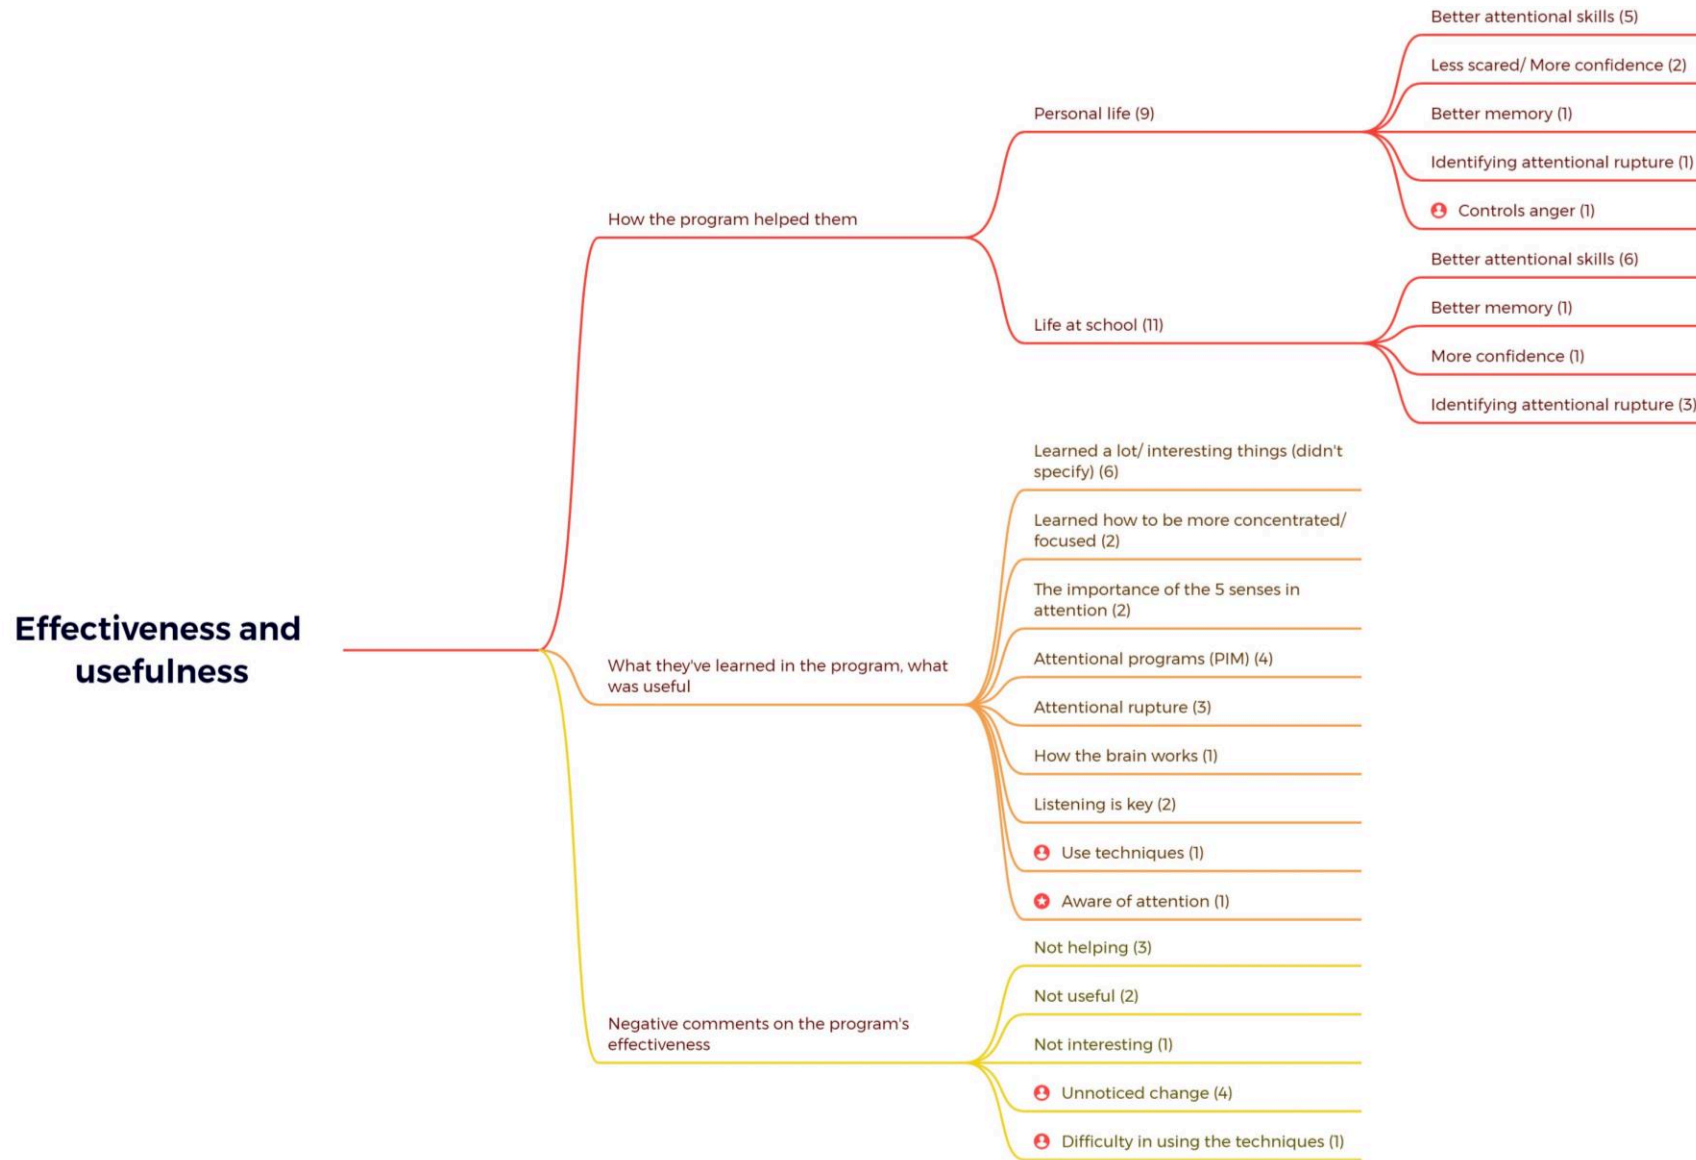 Effectiveness and
usefulness
How the program helped them
Personal life (9)
Better attentional skills (5)
Less scared/ More confidence (2)
Better memory (1)
Identifying attentional rupture (1)
Controls anger (1)
Life at school (11)
Better attentional skills (6)
Better memory (1)
More confidence (1)
Identifying attentional rupture (3)
What they've learned in the program, what
was useful
Learned a lot/ interesting things (didn't
specify) (6)
Learned how to be more concentrated/
focused (2)
The importance of the 5 senses in
attention (2)
Attentional programs (PIM) (4)
Attentional rupture (3)
How the brain works (1)
Listening is key (2)
Use techniques (1)
Aware of attention (1)
Negative comments on the program's
effectiveness
Not helping (3)
Not useful (2)
Not interesting (1)
Unnoticed change (4)
Difficulty in using the techniques (1)